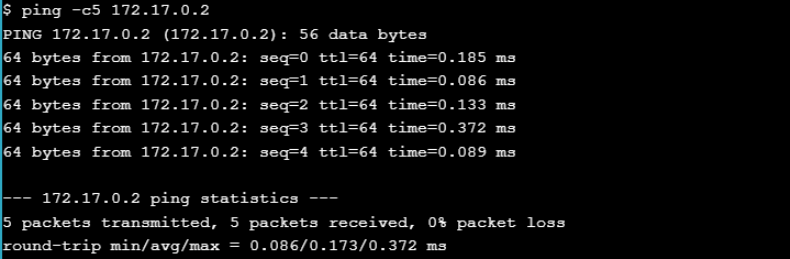 $ ping -c5 172.17.0.2
PING 172.17.0.2 (172.17.0.2): 56 data bytes
64 bytes from 172.17.0.2: seq=0 ttl=64 time=0.185 ms
64 bytes from 172.17.0.2: seq=1 ttl=64 time=0.086 ms
64 bytes from 172.17.0.2: seq=2 ttl=64 time=0.133 ms
64 bytes from 172.17.0.2: seq=3 ttl=64 time=0.372 ms
64 bytes from 172.17.0.2: seq=4 ttl=64 time=0.089 ms
--- 172.17.0.2 ping statistics ---
5 packets transmitted, 5 packets received, 0% packet loss
round-trip min/avg/max = 0.086/0.173/0.372 ms